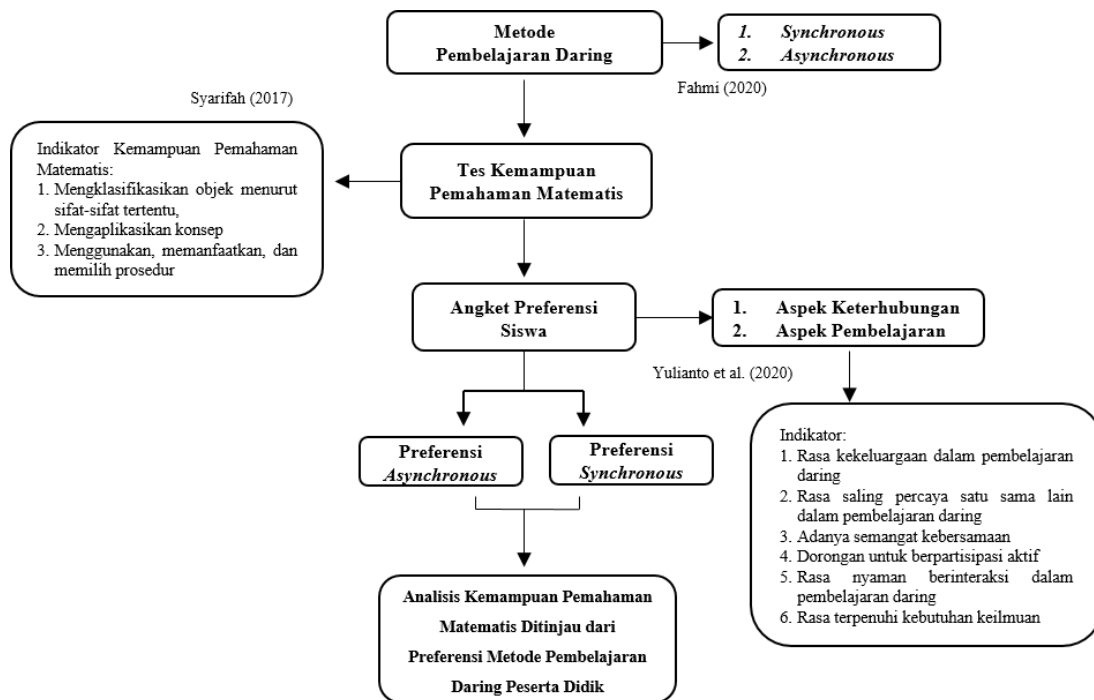 Metode
Pembelajaran Daring
1. Synchronous
2. Asynchronous
Fahmi (2020)
Syarifah (2017)
Indikator Kemampuan Pemahaman
Matematis:
1. Mengklasifikasikan objek menurut
sifat-sifat tertentu,
2. Mengaplikasikan konsep
3. Menggunakan, memanfaatkan, dan
memilih prosedur
Tes Kemampuan
Pemahaman Matematis
Angket Preferensi
Siswa
1. Aspek Keterhubungan
2. Aspek Pembelajaran
Yulianto et al. (2020)
Preferensi
Asynchronous
Preferensi
Synchronous
Indikator:
1. Rasa kekeluargaan dalam pembelajaran
daring
2. Rasa saling percaya satu sama lain
dalam pembelajaran daring
3. Adanya semangat kebersamaan
4. Dorongan untuk berpartisipasi aktif
5. Rasa nyaman berinteraksi dalam
pembelajaran daring
6. Rasa terpenuhi kebutuhan keilmuan
Analisis Kemampuan Pemahaman
Matematis Ditinjau dari
Preferensi Metode Pembelajaran
Daring Peserta Didik